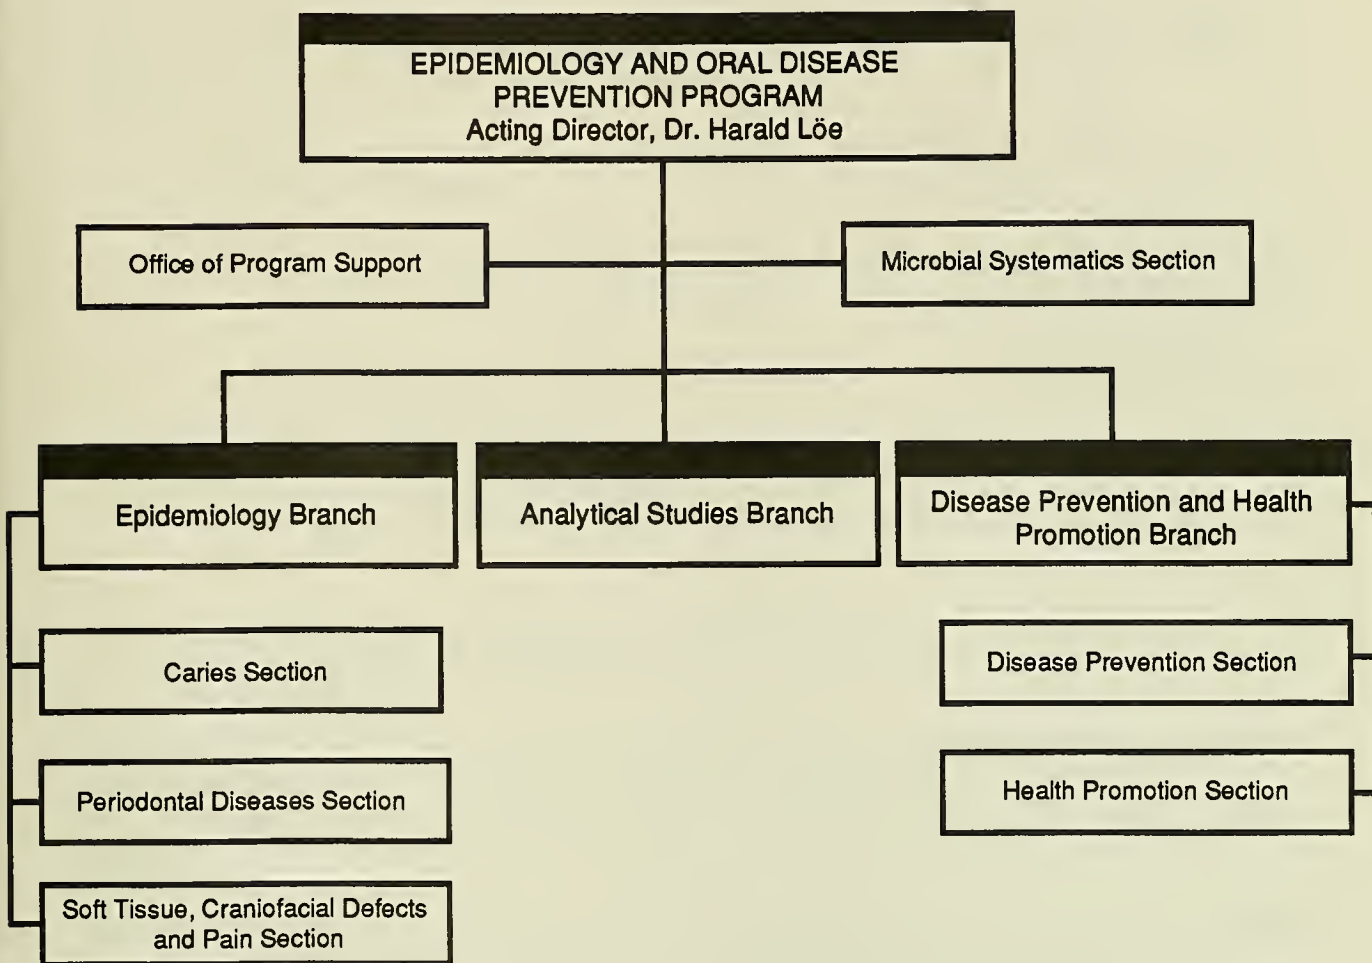 EPIDEMIOLOGY AND ORAL DISEASE
PREVENTION PROGRAM
Acting Director, Dr. Harald Löe
Office of Program Support
Microbial Systematics Section
Epidemiology Branch
Analytical Studies Branch
Disease Prevention and Health
Promotion Branch
Caries Section
Disease Prevention Section
Periodontal Diseases Section
Health Promotion Section
Soft Tissue, Craniofacial Defects
and Pain Section